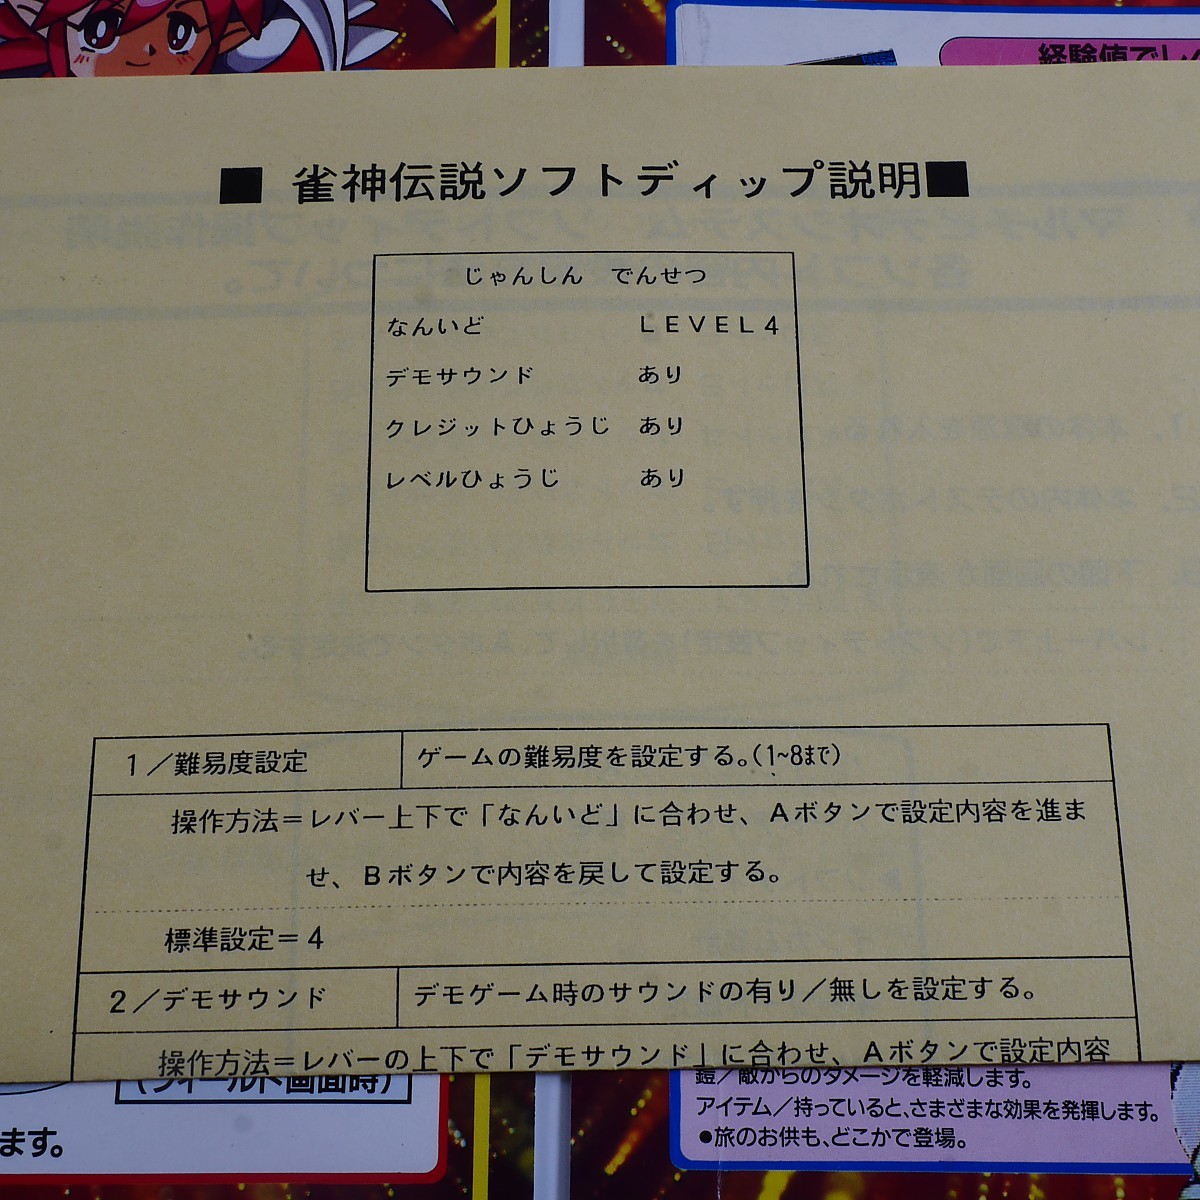 経験値でレ
■ 雀神伝説ソフトディップ説明■
じゃんしん でんせつ
なんいど LEVEL4
デモサウンド あり
クレジットひょうじ あり
レベルひょうじ あり
1／難易度設定 ゲームの難易度を設定する。(1~8まで)
操作方法＝レバー上下で「なんいど」に合わせ、Aボタンで設定内容を進ま
せ、Bボタンで内容を戻して設定する。
標準設定＝4
2／デモサウンド デモゲーム時のサウンドの有り／無しを設定する。
操作方法＝レバーの上下で「デモサウンド」に合わせ、Aボタンで設定内容
(フィールド画面時)
ます。
鎧／敵からのダメージを軽減します。
アイテム／持っていると、さまざまな効果を発揮します。
●旅のお供も、どこかで登場。